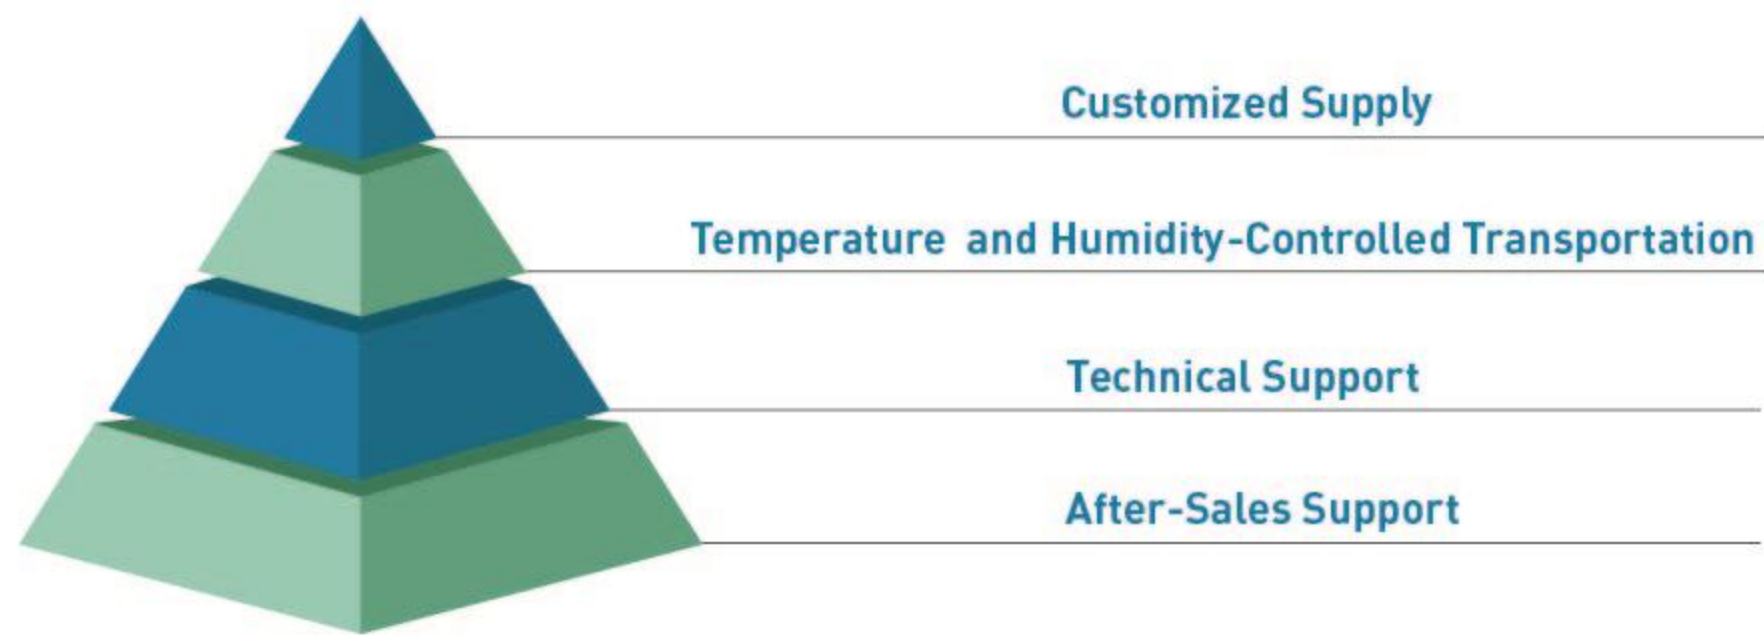 Customized Supply
Temperature and Humidity-Controlled Transportation
Technical Support
After-Sales Support